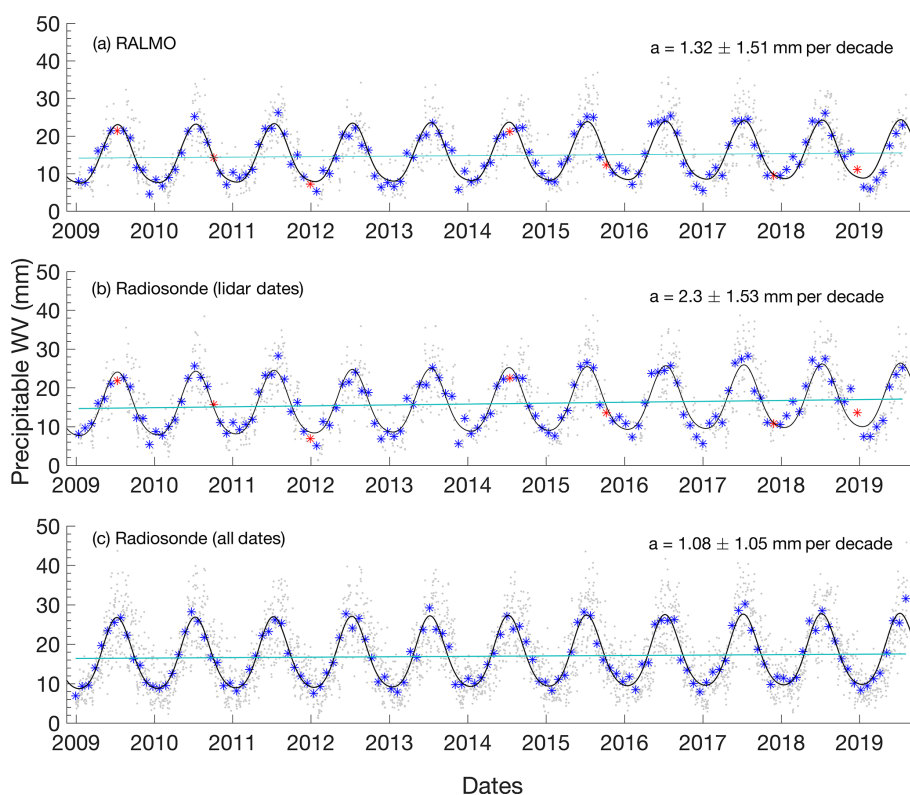 50
(a) RALMO
a = 1.32 ± 1.51 mm per decade
40
30
20
10
0
2009 2010 2011 2012 2013 2014 2015 2016 2017 2018 2019
Precipitable WV (mm)
50
(b) Radiosonde (lidar dates)
a = 2.3 ± 1.53 mm per decade
40
30
20
10
0
2009 2010 2011 2012 2013 2014 2015 2016 2017 2018 2019
50
(c) Radiosonde (all dates)
a = 1.08 ± 1.05 mm per decade
40
30
20
10
0
2009 2010 2011 2012 2013 2014 2015 2016 2017 2018 2019
Dates